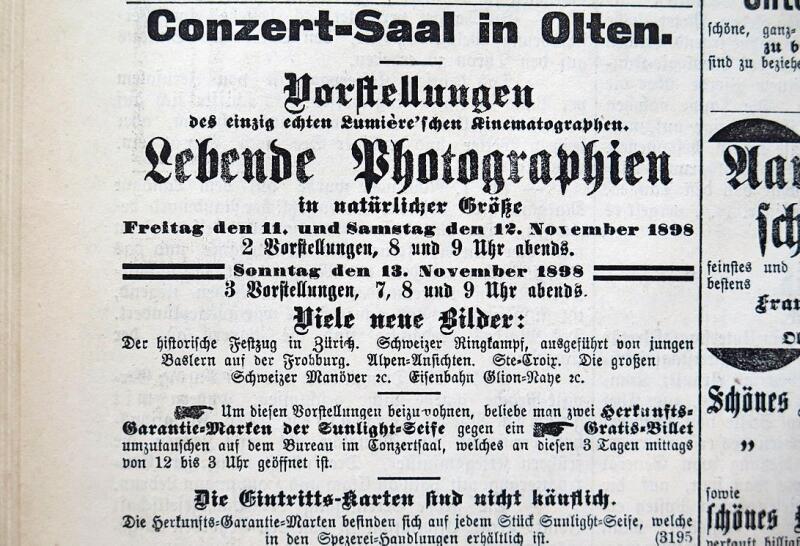 Conzert-Saal in Olten.
Vorstellungen
des einzig echten Lumière'schen Kinematographen.
Lebende Photographien
in natürlicher Größe
Freitag den 11. und Samstag den 12. November 1898
2 Vorstellungen, 8 und 9 Uhr abends.
Sonntag den 13. November 1898
3 Vorstellungen, 7, 8 und 9 Uhr abends.
Viele neue Bilder:
Der historische Festzug in Zürich. Schweizer Ringkampf, ausgeführt von jungen
Baslern auf der Frohburg. Alpen-Ansichten. Ste-Croix. Die großen
Schweizer Manöver ꝛc. Eisenbahn Glion-Naye ꝛc.
Um diesen Vorstellungen beizuwohnen, beliebe man zwei Herkunfts-
Garantie-Marken der Sunlight-Seife gegen ein Gratis-Billet
umzutauschen auf dem Bureau im Conzertsaal, welches an diesen 3 Tagen mittags
von 12 bis 3 Uhr geöffnet ist.
Die Eintritts-Karten sind nicht käuflich.
Die Herkunfts-Garantie-Marken befinden sich auf jedem Stück Sunlight-Seife, welche
in den Spezerei-Handlungen erhältlich ist. (3195
schöne, ganz-
zu b
sind zu beziehe
Aar
sch
feinstes und
bestens
Fran
Schönes
"
sowie
schönes